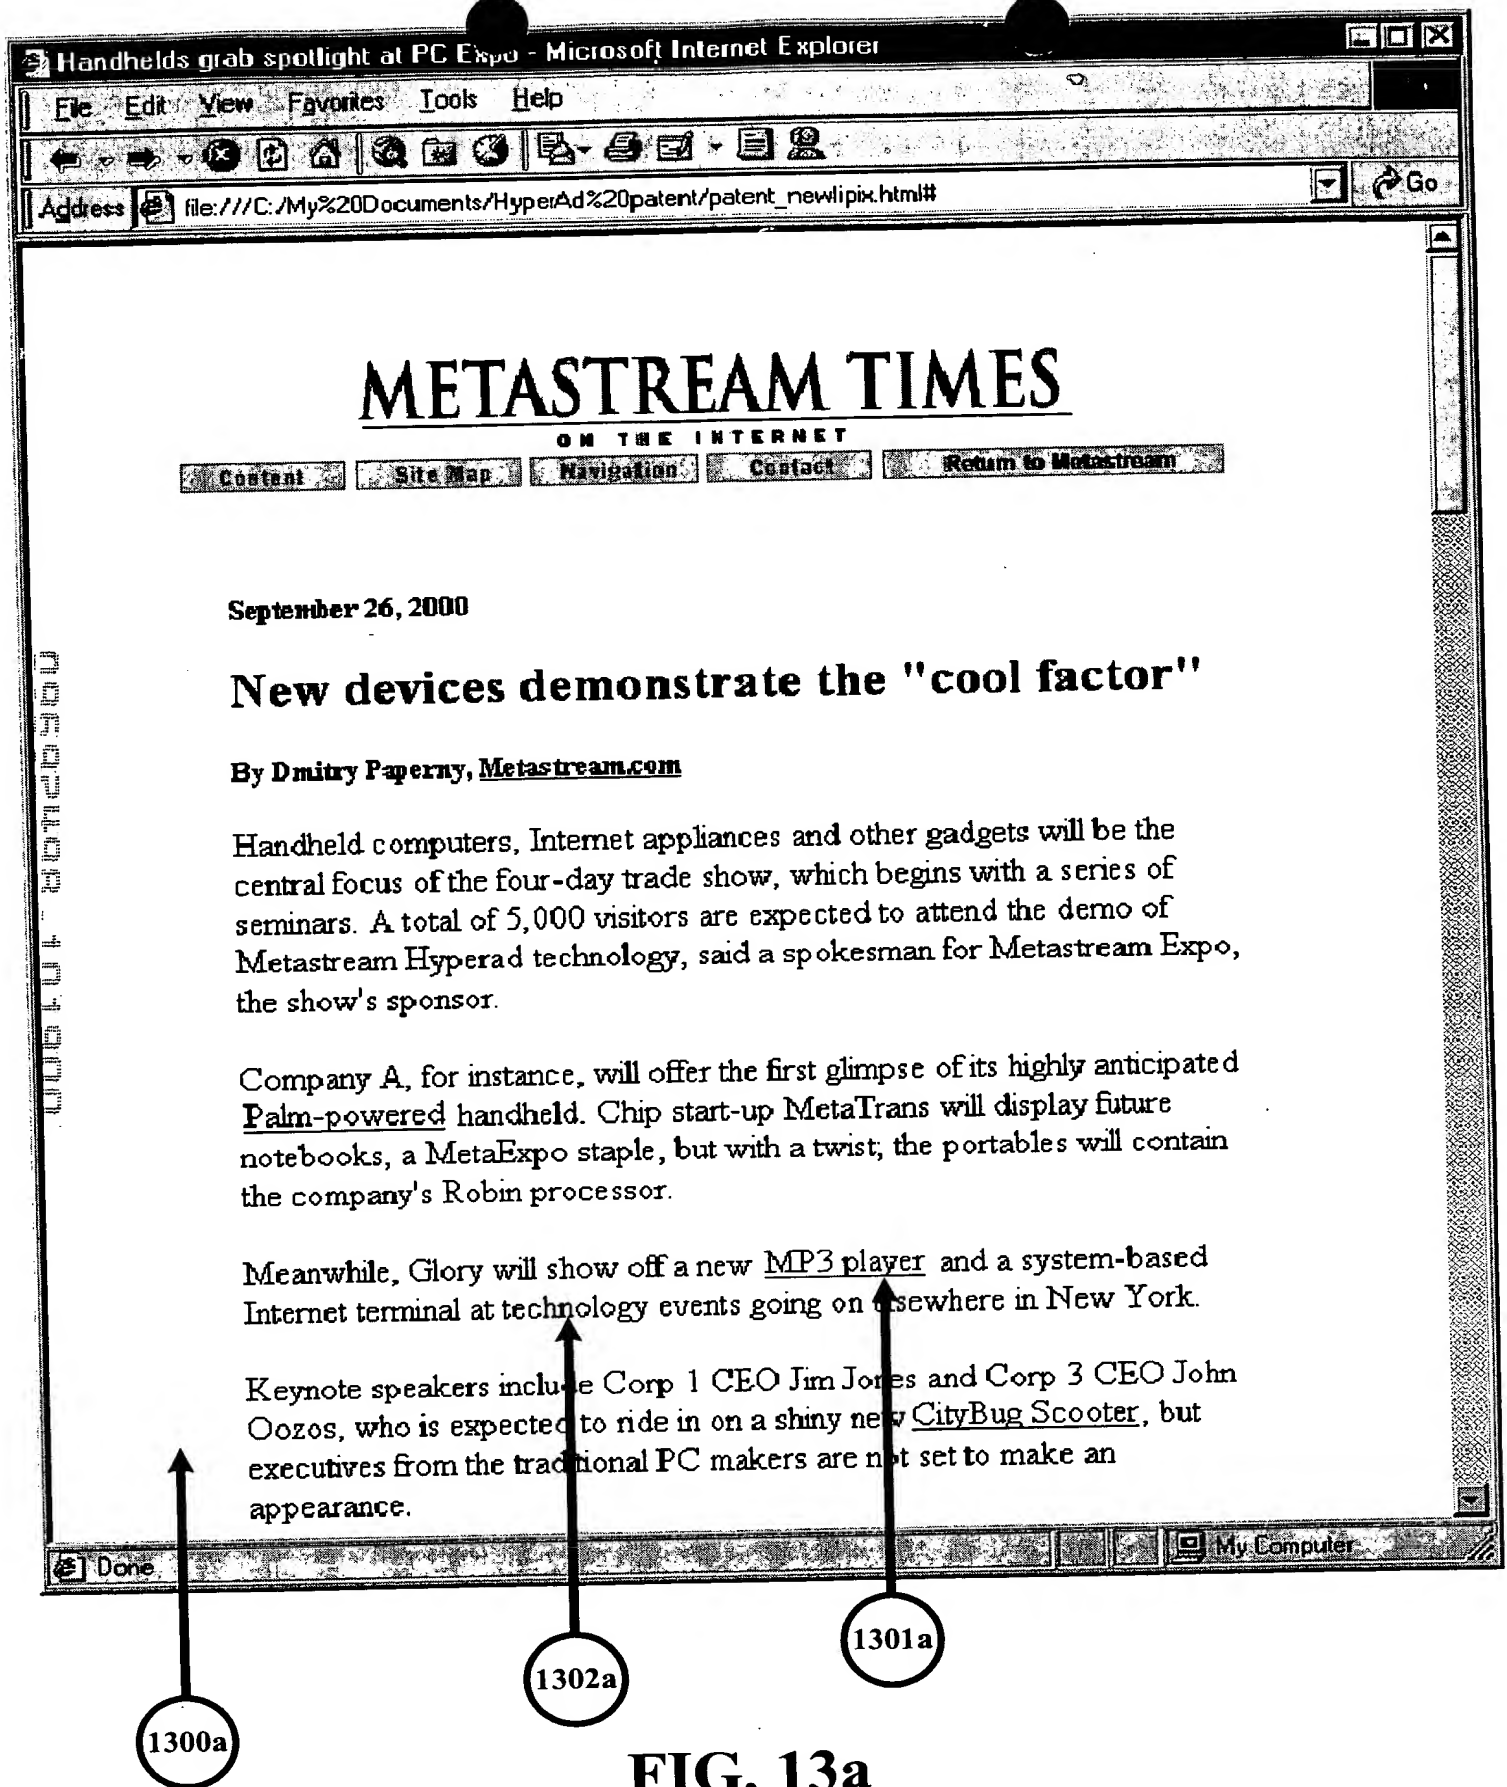 Handhelds grab spotlight at PC Expo - Microsoft Internet Explorer
File Edit View Favorites Tools Help
Address file:///C:/My%20Documents/HyperAd%20patent/patent_newlipix.html# Go
METASTREAM TIMES
ON THE INTERNET
Content Site Map Navigation Contact Return to Metastream
September 26, 2000
New devices demonstrate the "cool factor"
By Dmitry Paperny, Metastream.com
Handheld computers, Internet appliances and other gadgets will be the
central focus of the four-day trade show, which begins with a series of
seminars. A total of 5,000 visitors are expected to attend the demo of
Metastream Hyperad technology, said a spokesman for Metastream Expo,
the show's sponsor.
Company A, for instance, will offer the first glimpse of its highly anticipated
Palm-powered handheld. Chip start-up MetaTrans will display future
notebooks, a MetaExpo staple, but with a twist; the portables will contain
the company's Robin processor.
Meanwhile, Glory will show off a new MP3 player and a system-based
Internet terminal at technology events going on elsewhere in New York.
Keynote speakers include Corp 1 CEO Jim Jones and Corp 3 CEO John
Oozos, who is expected to ride in on a shiny new CityBug Scooter, but
executives from the traditional PC makers are not set to make an
appearance.
Done My Computer
1301a
1302a
1300a
FIG. 13a